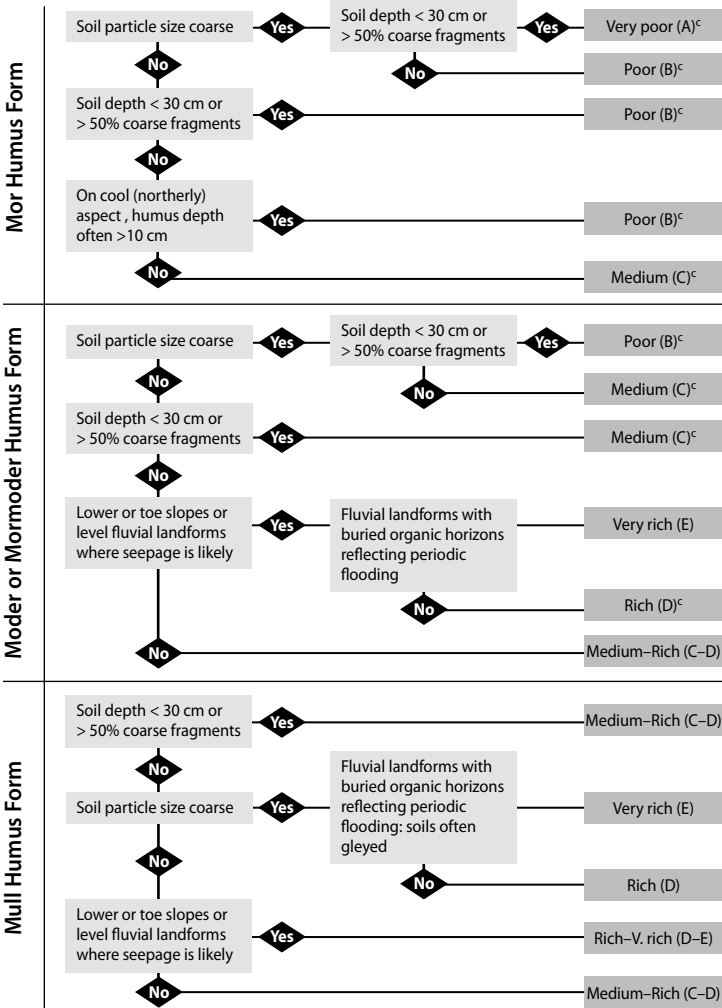 Mor Humus Form
Soil particle size coarse
Yes
Soil depth < 30 cm or
> 50% coarse fragments
Yes
Very poor (A)ᶜ
No
No
Poor (B)ᶜ
Soil depth < 30 cm or
> 50% coarse fragments
Yes
Poor (B)ᶜ
No
On cool (northerly)
aspect , humus depth
often >10 cm
Yes
Poor (B)ᶜ
No
Medium (C)ᶜ
Moder or Mormoder Humus Form
Soil particle size coarse
Yes
Soil depth < 30 cm or
> 50% coarse fragments
Yes
Poor (B)ᶜ
No
No
Medium (C)ᶜ
Soil depth < 30 cm or
> 50% coarse fragments
Yes
Medium (C)ᶜ
No
Lower or toe slopes or
level fluvial landforms
where seepage is likely
Yes
Fluvial landforms with
buried organic horizons
reflecting periodic
flooding
Very rich (E)
No
Rich (D)ᶜ
No
Medium–Rich (C–D)
Mull Humus Form
Soil depth < 30 cm or
> 50% coarse fragments
Yes
Medium–Rich (C–D)
No
Soil particle size coarse
Yes
Fluvial landforms with
buried organic horizons
reflecting periodic
flooding: soils often
gleyed
Very rich (E)
No
No
Rich (D)
Lower or toe slopes or
level fluvial landforms
where seepage is likely
Yes
Rich–V. rich (D–E)
No
Medium–Rich (C–D)